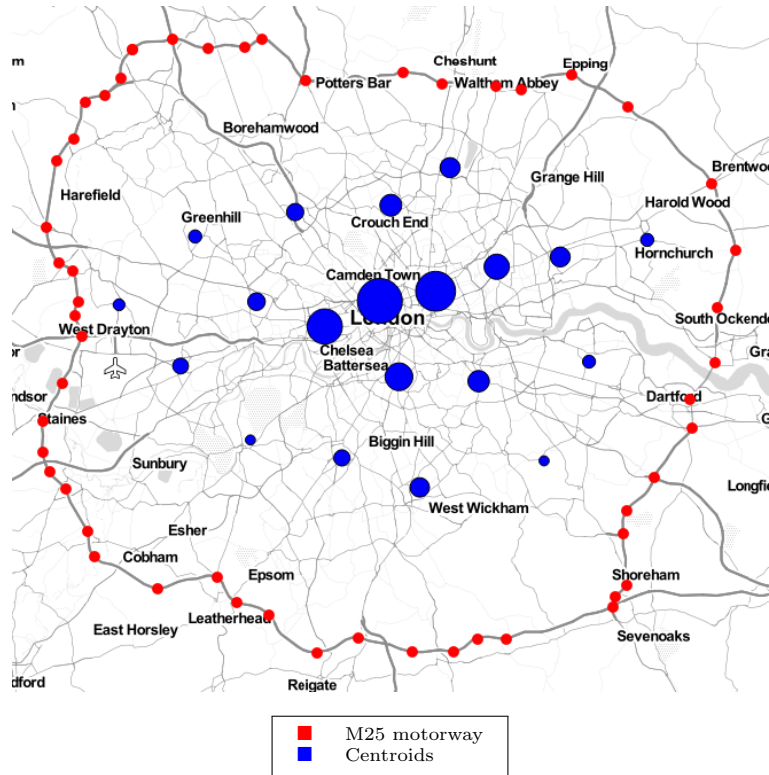 Cheshunt
Epping
Potters Bar
Waltham Abbey
Borehamwood
Brentwoo
Grange Hill
Harefield
Harold Wood
Greenhill
Crouch End
Hornchurch
Camden Town
London
South Ockende
West Drayton
Chelsea
Battersea
Gra
ndsor
Dartford
Staines
G
Biggin Hill
Sunbury
Longfie
West Wickham
Esher
Cobham
Epsom
Shoreham
Leatherhead
East Horsley
Sevenoaks
dford
Reigate
M25 motorway
Centroids